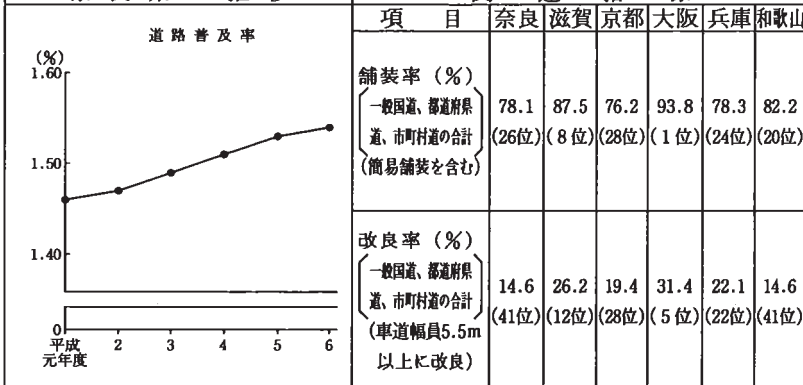 道路普及率
(%)
1.60
1.50
1.40
0
平成
元年度
2 3 4 5 6
項 目 奈良 滋賀 京都 大阪 兵庫 和歌山
舗装率(%)
一般国道、都道府県
道、市町村道の合計
(簡易舗装を含む)
78.1 87.5 76.2 93.8 78.3 82.2
(26位) (8位) (28位) (1位) (24位) (20位)
改良率(%)
一般国道、都道府県
道、市町村道の合計
(車道幅員5.5m
以上に改良)
14.6 26.2 19.4 31.4 22.1 14.6
(41位) (12位) (28位) (5位) (22位) (41位)